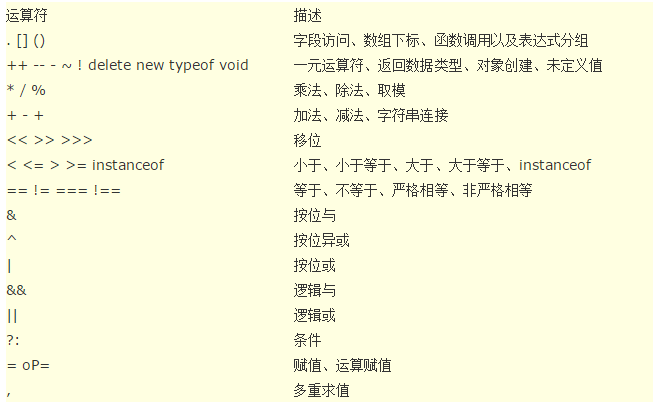 运算符 描述
. [] () 字段访问、数组下标、函数调用以及表达式分组
++ -- - ~ ! delete new typeof void 一元运算符、返回数据类型、对象创建、未定义值
* / % 乘法、除法、取模
+ - + 加法、减法、字符串连接
<< >> >>> 移位
< <= > >= instanceof 小于、小于等于、大于、大于等于、instanceof
== != === !== 等于、不等于、严格相等、非严格相等
& 按位与
^ 按位异或
| 按位或
&& 逻辑与
|| 逻辑或
?: 条件
= oP= 赋值、运算赋值
, 多重求值